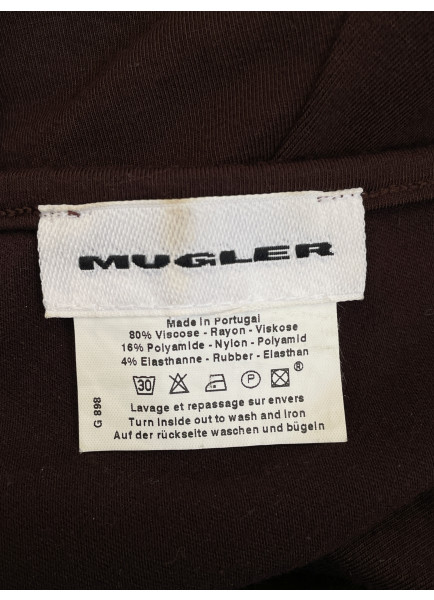 MUGLER
Made in Portugal
80% Viscose - Rayon - Viskose
16% Polyamide - Nylon - Polyamid
4% Elasthanne - Rubber - Elasthan
30 P ®
Lavage et repassage sur envers
Turn inside out to wash and iron
Auf der rückseite waschen und bügeln
G 898